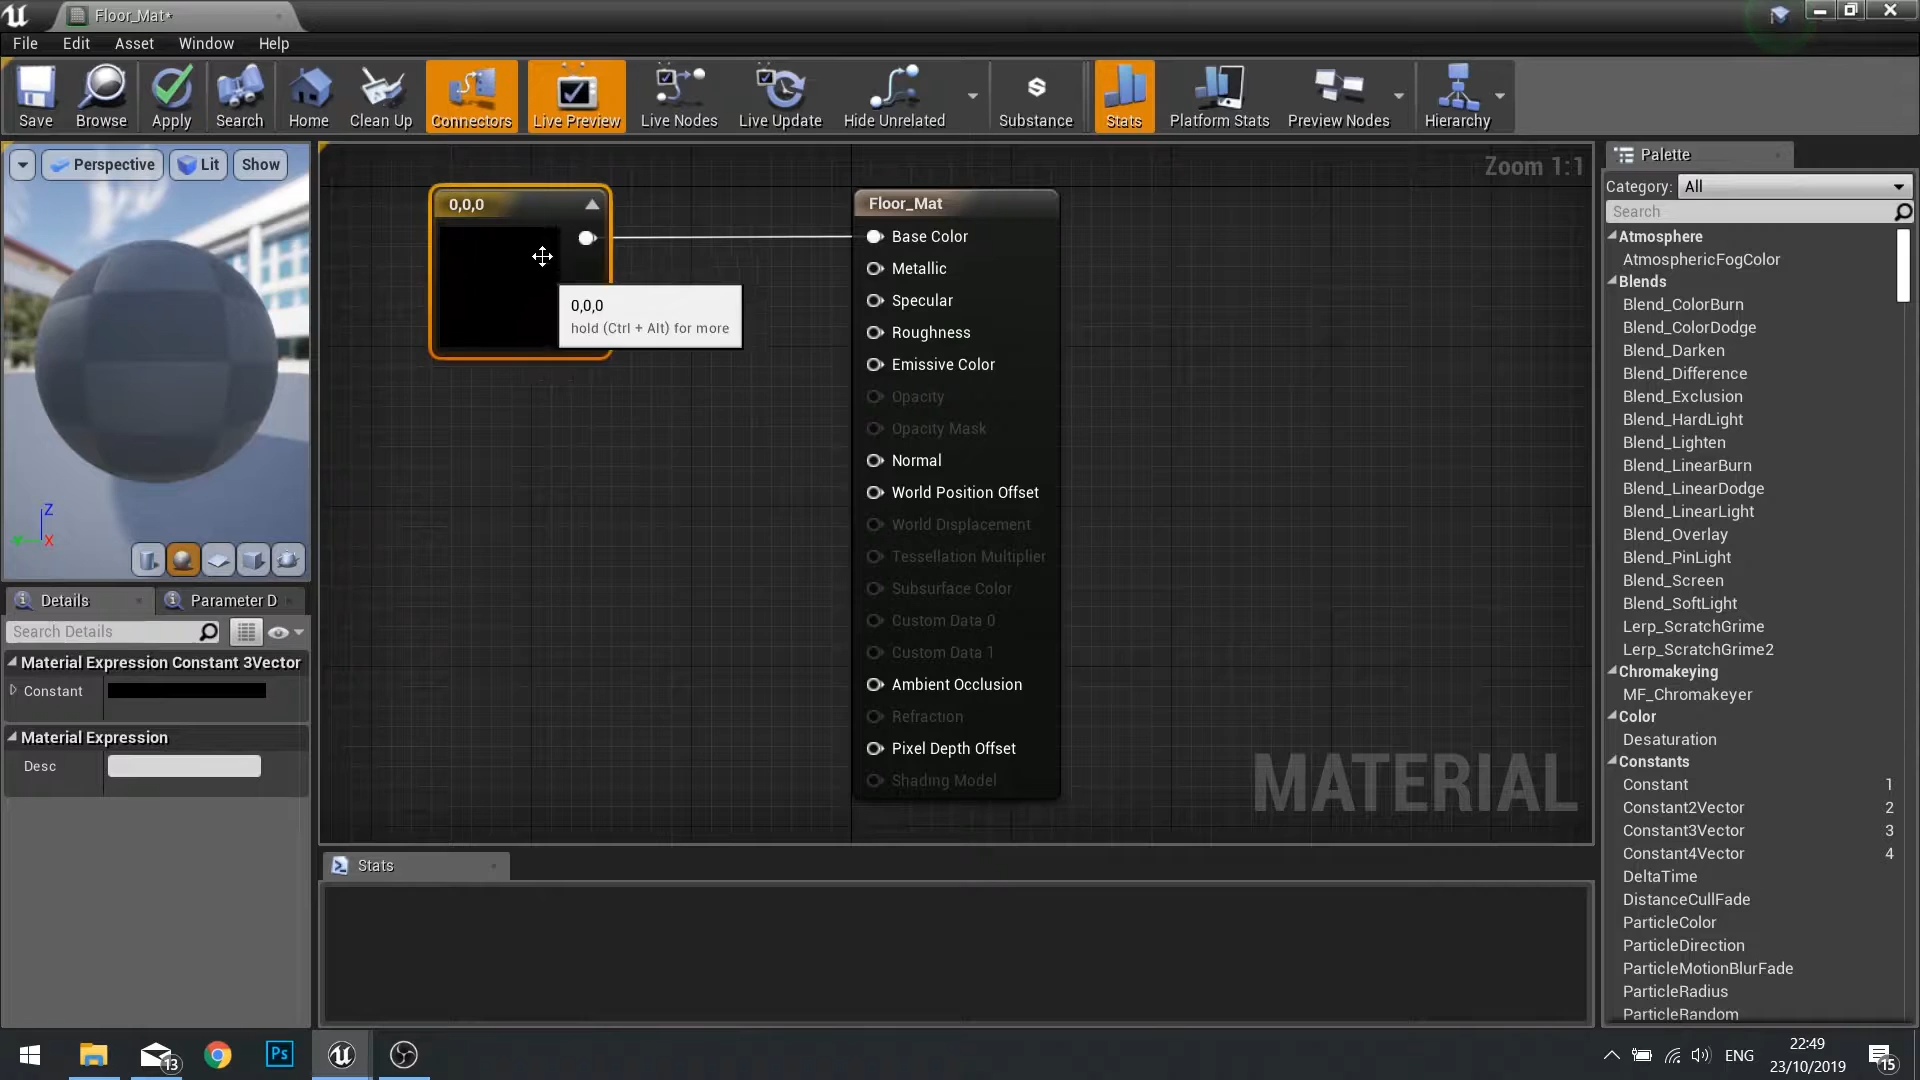 Floor_Mat*
File Edit Asset Window Help
Save Browse Apply Search Home Clean Up Connectors Live Preview Live Nodes Live Update Hide Unrelated Substance Stats Platform Stats Preview Nodes Hierarchy
Perspective Lit Show
Z
X
Details Parameter D
Search Details
Material Expression Constant 3Vector
Constant
Material Expression
Desc
Zoom 1:1
0,0,0
0,0,0
hold (Ctrl + Alt) for more
Floor_Mat
Base Color
Metallic
Specular
Roughness
Emissive Color
Opacity
Opacity Mask
Normal
World Position Offset
World Displacement
Tessellation Multiplier
Subsurface Color
Custom Data 0
Custom Data 1
Ambient Occlusion
Refraction
Pixel Depth Offset
Shading Model
MATERIAL
Stats
Palette
Category: All
Search
Atmosphere
AtmosphericFogColor
Blends
Blend_ColorBurn
Blend_ColorDodge
Blend_Darken
Blend_Difference
Blend_Exclusion
Blend_HardLight
Blend_Lighten
Blend_LinearBurn
Blend_LinearDodge
Blend_LinearLight
Blend_Overlay
Blend_PinLight
Blend_Screen
Blend_SoftLight
Lerp_ScratchGrime
Lerp_ScratchGrime2
Chromakeying
MF_Chromakeyer
Color
Desaturation
Constants
Constant 1
Constant2Vector 2
Constant3Vector 3
Constant4Vector 4
DeltaTime
DistanceCullFade
ParticleColor
ParticleDirection
ParticleMotionBlurFade
ParticleRadius
ParticleRandom
13
Ps
ENG
22:49
23/10/2019
15